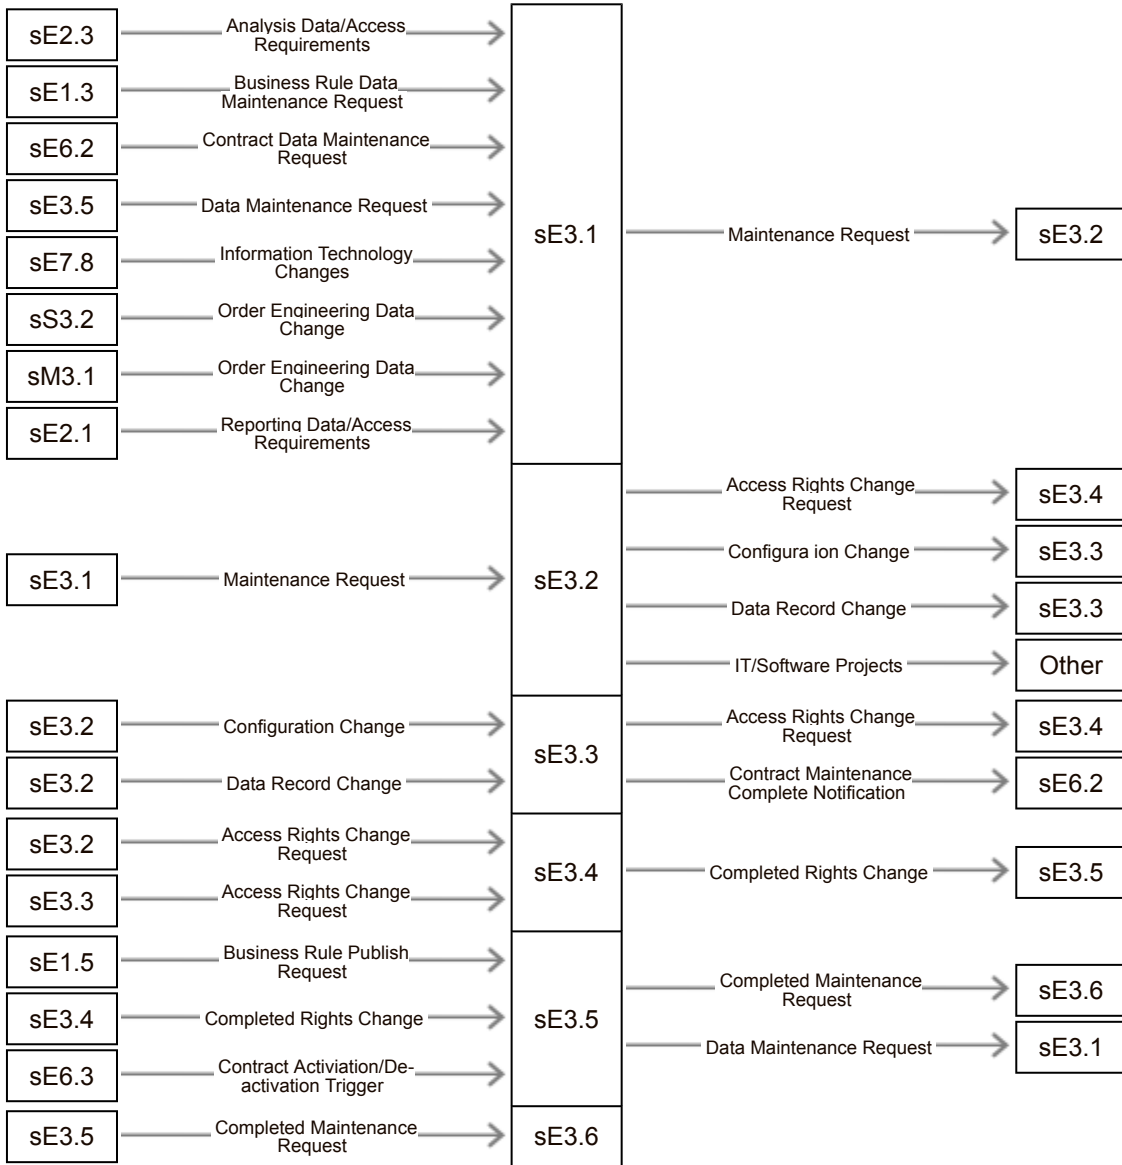 sE2.3
Analysis Data/Access
Requirements
sE1.3
Business Rule Data
Maintenance Request
sE6.2
Contract Data Maintenance
Request
sE3.5
Data Maintenance Request
sE7.8
Information Technology
Changes
sS3.2
Order Engineering Data
Change
sM3.1
Order Engineering Data
Change
sE2.1
Reporting Data/Access
Requirements
sE3.1
Maintenance Request
sE3.2
sE3.1
Maintenance Request
sE3.2
Access Rights Change
Request
sE3.4
Configura ion Change
sE3.3
Data Record Change
sE3.3
IT/Software Projects
Other
sE3.2
Configuration Change
sE3.2
Data Record Change
sE3.3
Access Rights Change
Request
sE3.4
Contract Maintenance
Complete Notification
sE6.2
sE3.2
Access Rights Change
Request
sE3.3
Access Rights Change
Request
sE3.4
Completed Rights Change
sE3.5
sE1.5
Business Rule Publish
Request
sE3.4
Completed Rights Change
sE6.3
Contract Activiation/De-
activation Trigger
sE3.5
Completed Maintenance
Request
sE3.6
Data Maintenance Request
sE3.1
sE3.5
Completed Maintenance
Request
sE3.6